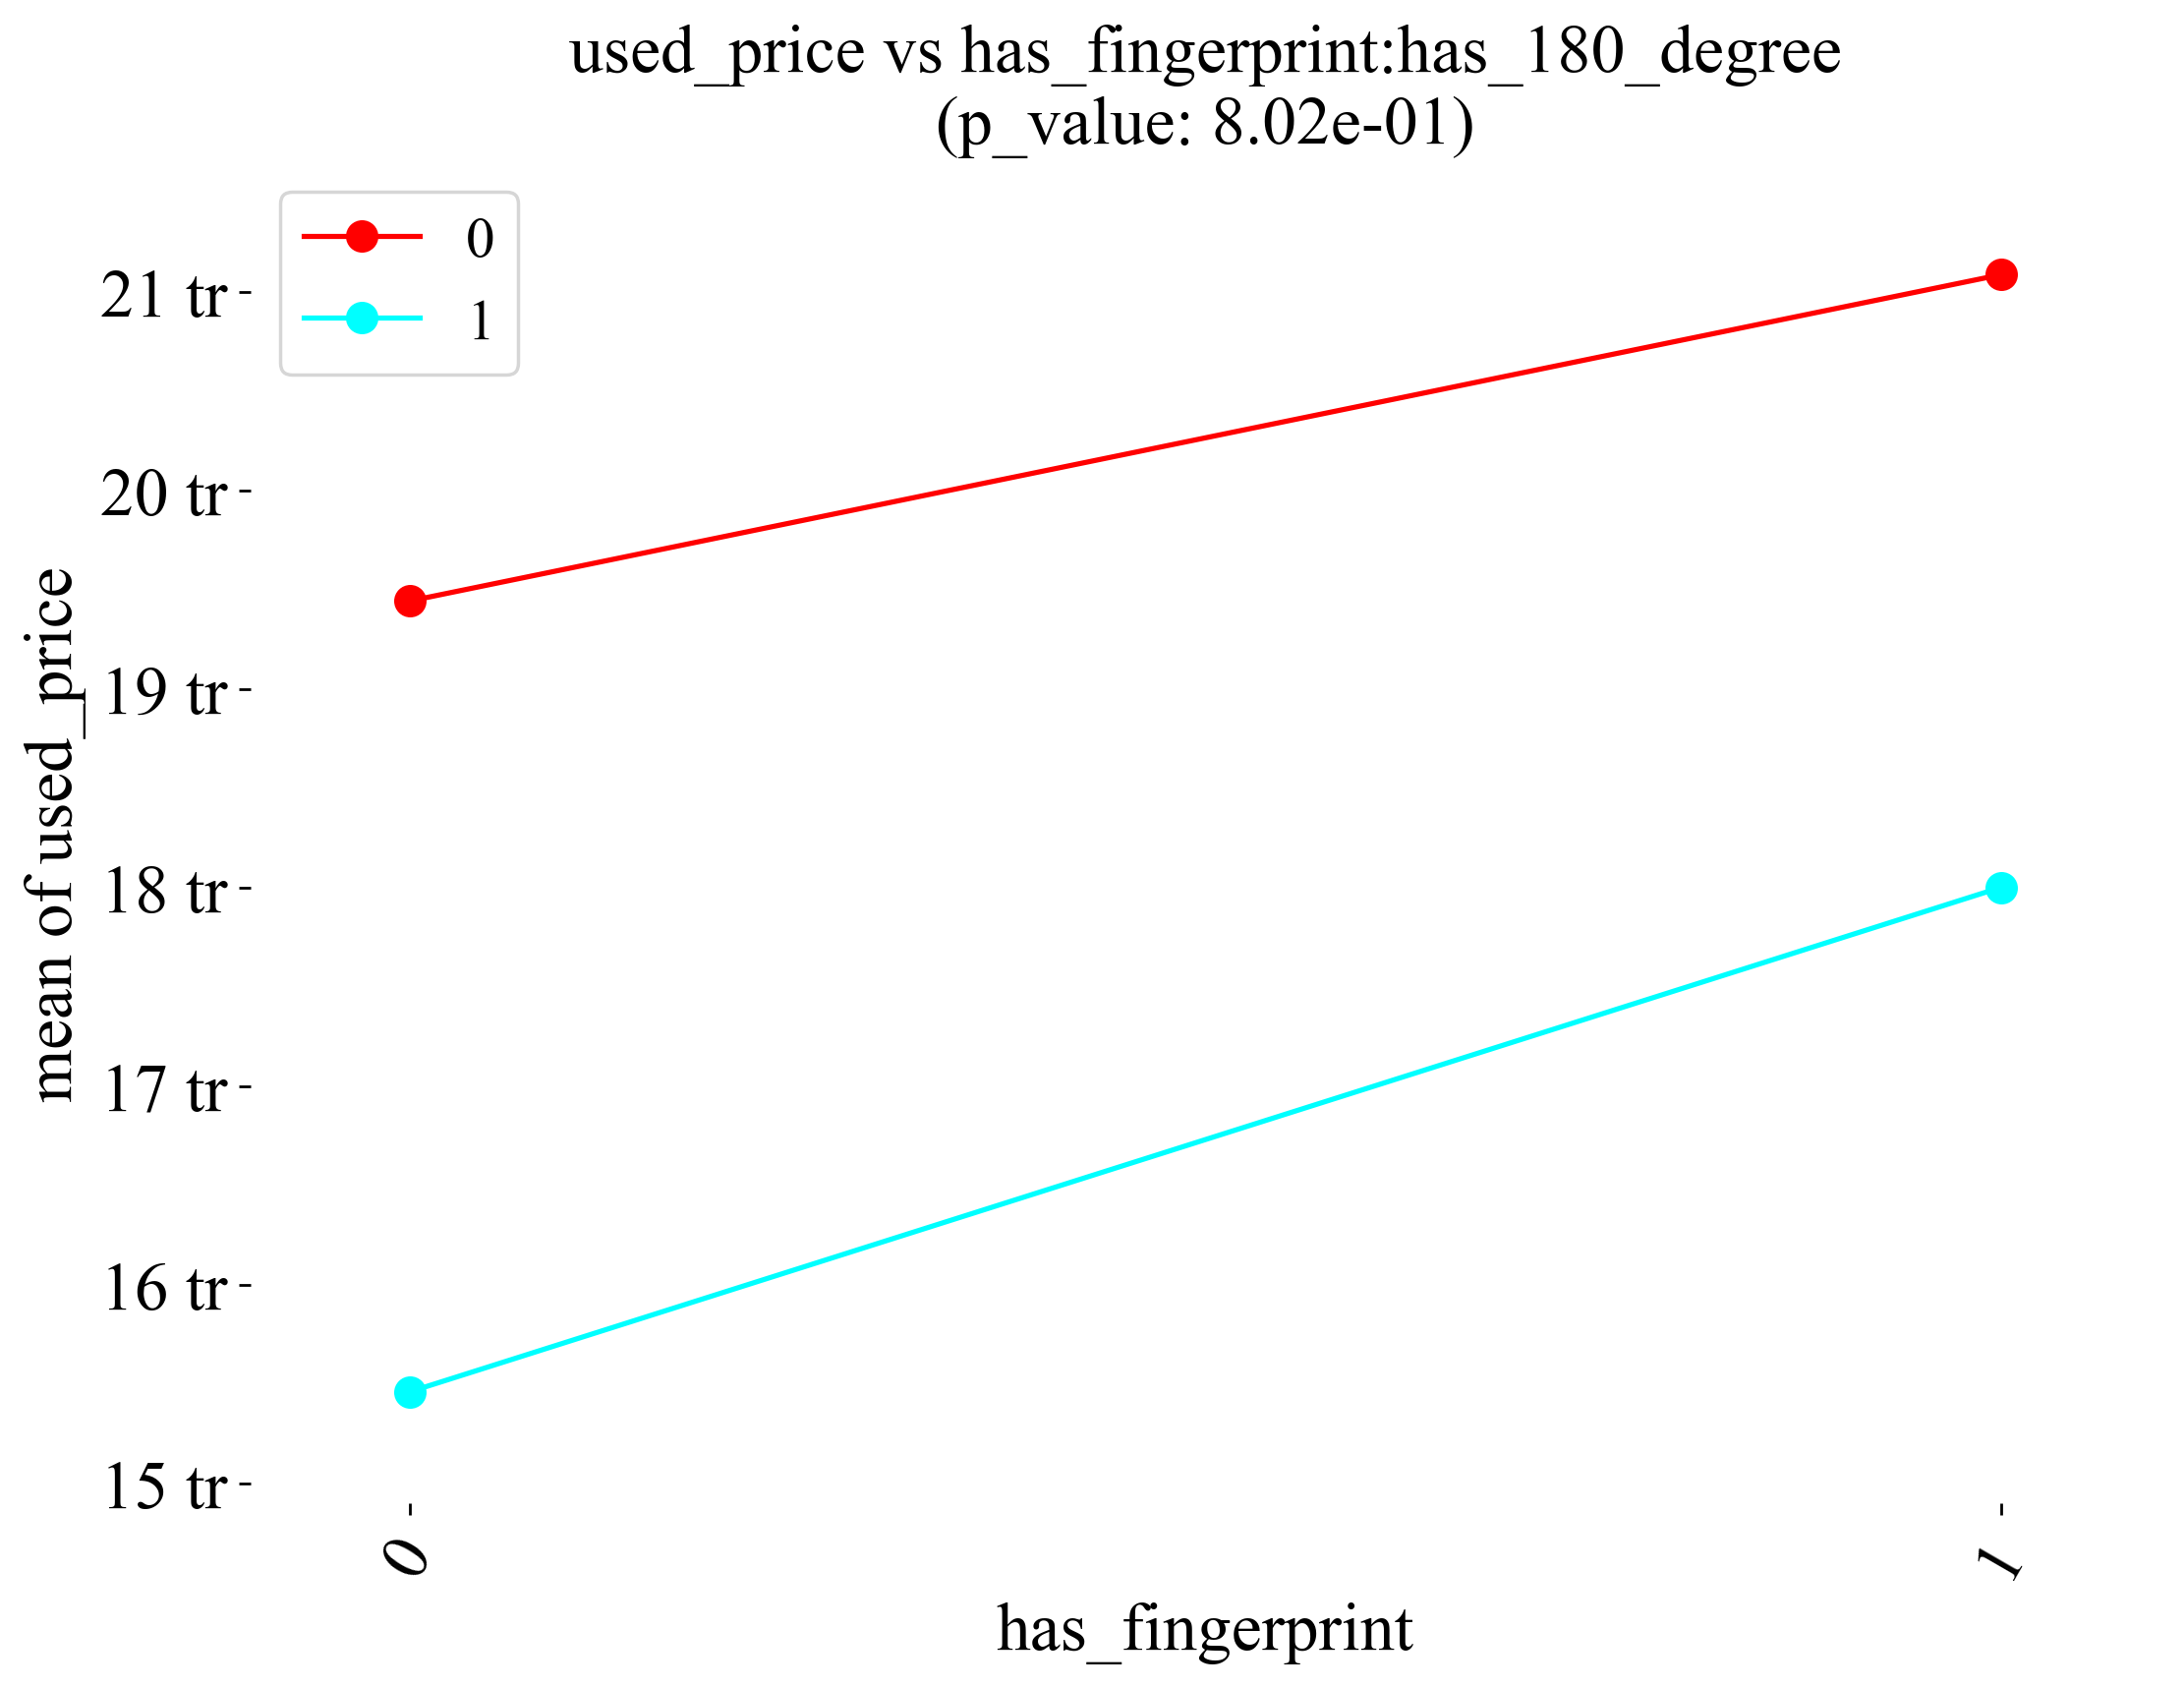 used_price vs has_fingerprint:has_180_degree
(p_value: 8.02e-01)
0
1
21 tr
20 tr
19 tr
18 tr
17 tr
16 tr
15 tr
mean of used_price
0
1
has_fingerprint